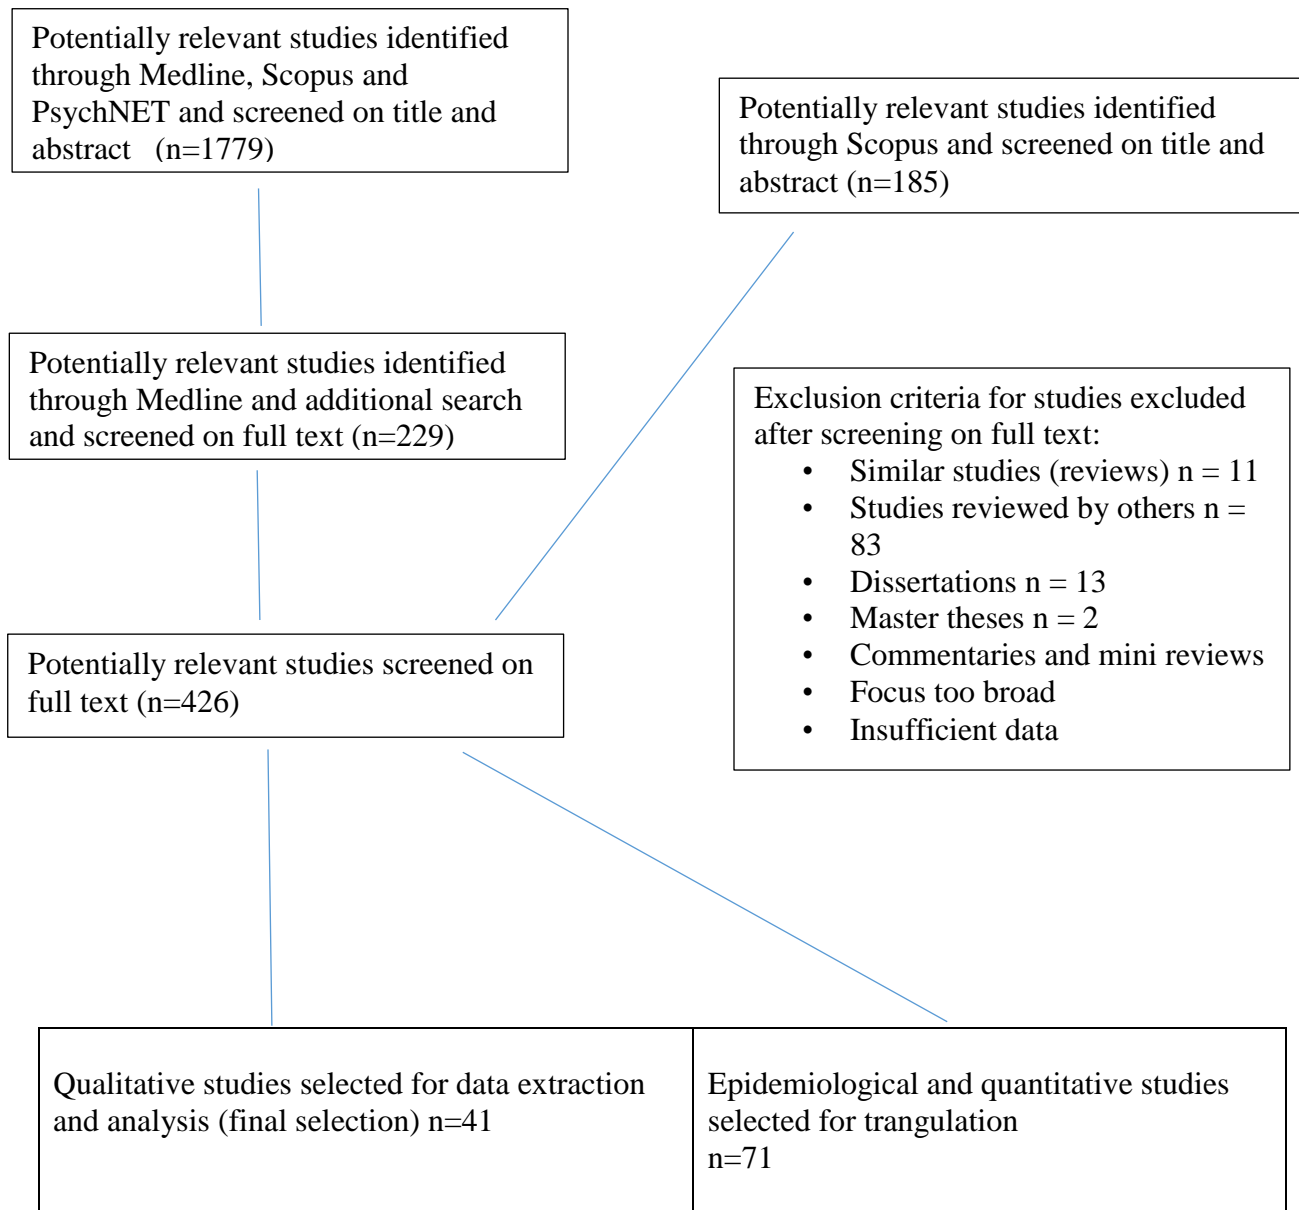 Potentially relevant studies identified
through Medline, Scopus and
PsychNET and screened on title and
abstract (n=1779)
Potentially relevant studies identified
through Scopus and screened on title and
abstract (n=185)
Potentially relevant studies identified
through Medline and additional search
and screened on full text (n=229)
Exclusion criteria for studies excluded
after screening on full text:
• Similar studies (reviews) n = 11
• Studies reviewed by others n =
83
• Dissertations n = 13
• Master theses n = 2
• Commentaries and mini reviews
• Focus too broad
• Insufficient data
Potentially relevant studies screened on
full text (n=426)
Qualitative studies selected for data extraction
and analysis (final selection) n=41
Epidemiological and quantitative studies
selected for trangulation
n=71